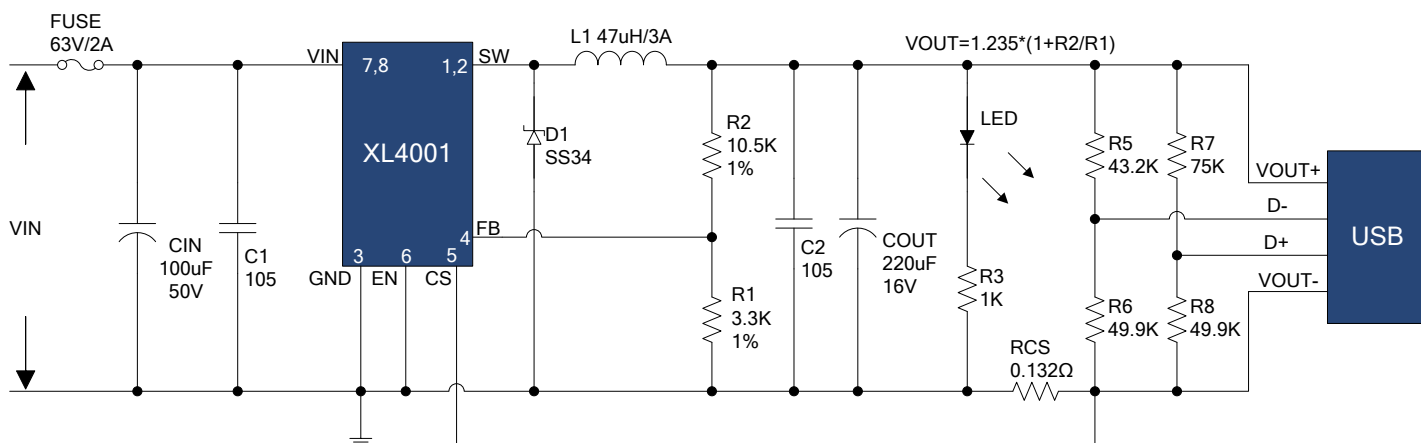 FUSE
63V/2A
L1 47uH/3A
VOUT=1.235*(1+R2/R1)
VIN
7,8
1,2
SW
XL4001
D1
SS34
R2
10.5K
1%
LED
R5
43.2K
R7
75K
VOUT+
D-
D+
VOUT-
USB
VIN
CIN
100uF
50V
C1
105
4
FB
3
6
5
GND
EN
CS
C2
105
COUT
220uF
16V
R3
1K
R1
3.3K
1%
R6
49.9K
R8
49.9K
RCS
0.132Ω